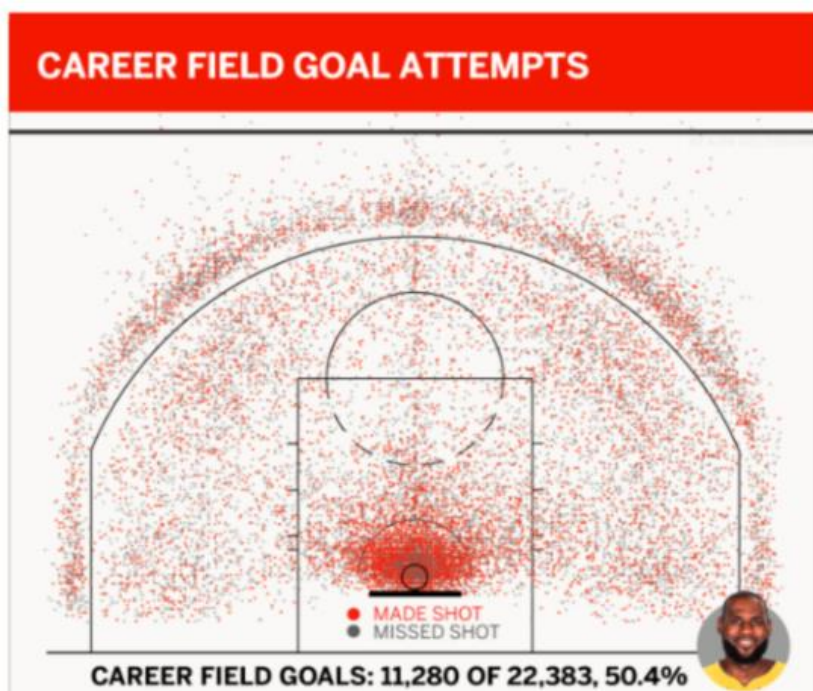 CAREER FIELD GOAL ATTEMPTS
MADE SHOT
MISSED SHOT
CAREER FIELD GOALS: 11,280 OF 22,383, 50.4%